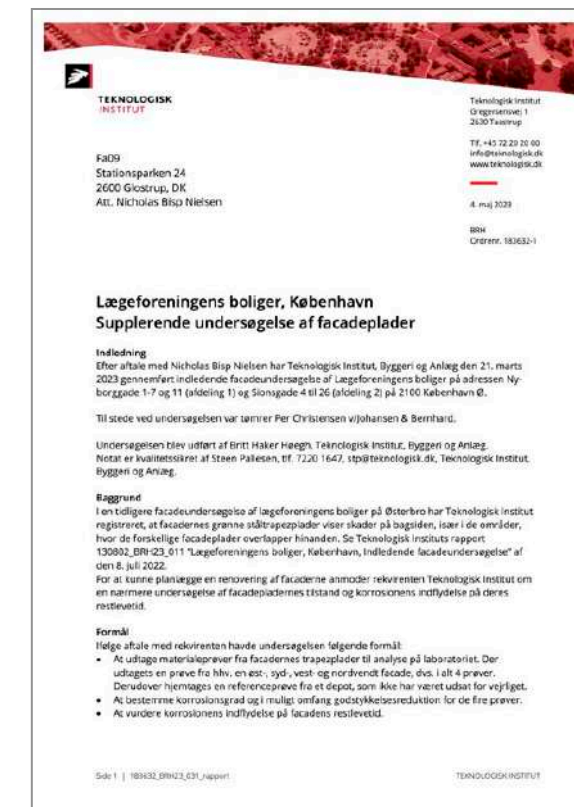 TEKNOLOGISK
INSTITUT
Teknologisk Institut
Gregersensvej 1
2630 Taastrup
Tlf. +45 72 20 20 00
info@teknologisk.dk
www.teknologisk.dk
Fa09
Stationsparken 24
2600 Glostrup, DK
Att. Nicholas Bisp Nielsen
4. maj 2023
BRH
Ordrenr. 183632-1
Lægeforeningens boliger, København
Supplerende undersøgelse af facadeplader
Indledning
Efter aftale med Nicholas Bisp Nielsen har Teknologisk Institut, Byggeri og Anlæg den 21. marts
2023 gennemført indledende facadeundersøgelse af Lægeforeningens boliger på adressen Ny-
borggade 1-7 og 11 (afdeling 1) og Sionsgade 4 til 26 (afdeling 2) på 2100 København Ø.
Til stede ved undersøgelsen var tømrer Per Christensen v/Johansen & Bernhard.
Undersøgelsen blev udført af Britt Haker Høegh, Teknologisk Institut, Byggeri og Anlæg.
Notat er kvalitetssikret af Steen Pallesen, tlf. 7220 1647, stp@teknologisk.dk, Teknologisk Institut,
Byggeri og Anlæg.
Baggrund
I en tidligere facadeundersøgelse af lægeforeningens boliger på Østerbro har Teknologisk Institut
registreret, at facadernes grønne ståltrapezplader viser skader på bagsiden, især i de områder,
hvor de forskellige facadeplader overlapper hinanden. Se Teknologisk Instituts rapport
130802_BRH23_011 "Lægeforeningens boliger, København, Indledende facadeundersøgelse" af
den 8. juli 2022.
For at kunne planlægge en renovering af facaderne anmoder rekvirenten Teknologisk Institut om
en nærmere undersøgelse af facadepladernes tilstand og korrosionens indflydelse på deres
restlevetid.
Formål
Ifølge aftale med rekvirenten havde undersøgelsen følgende formål:
• At udtage materialeprøver fra facadernes trapezplader til analyse på laboratoriet. Der
udtagets en prøve fra hhv. en øst-, syd-, vest- og nordvendt facade, dvs. i alt 4 prøver.
Derudover hjemtages en referenceprøve fra et depot, som ikke har været udsat for vejrliget.
• At bestemme korrosionsgrad og i muligt omfang godstykkelsesreduktion for de fire prøver.
• At vurdere korrosionens indflydelse på facadens restlevetid.
Side 1 | 183632_BRH23_031_rapport
TEKNOLOGISK INSTITUT